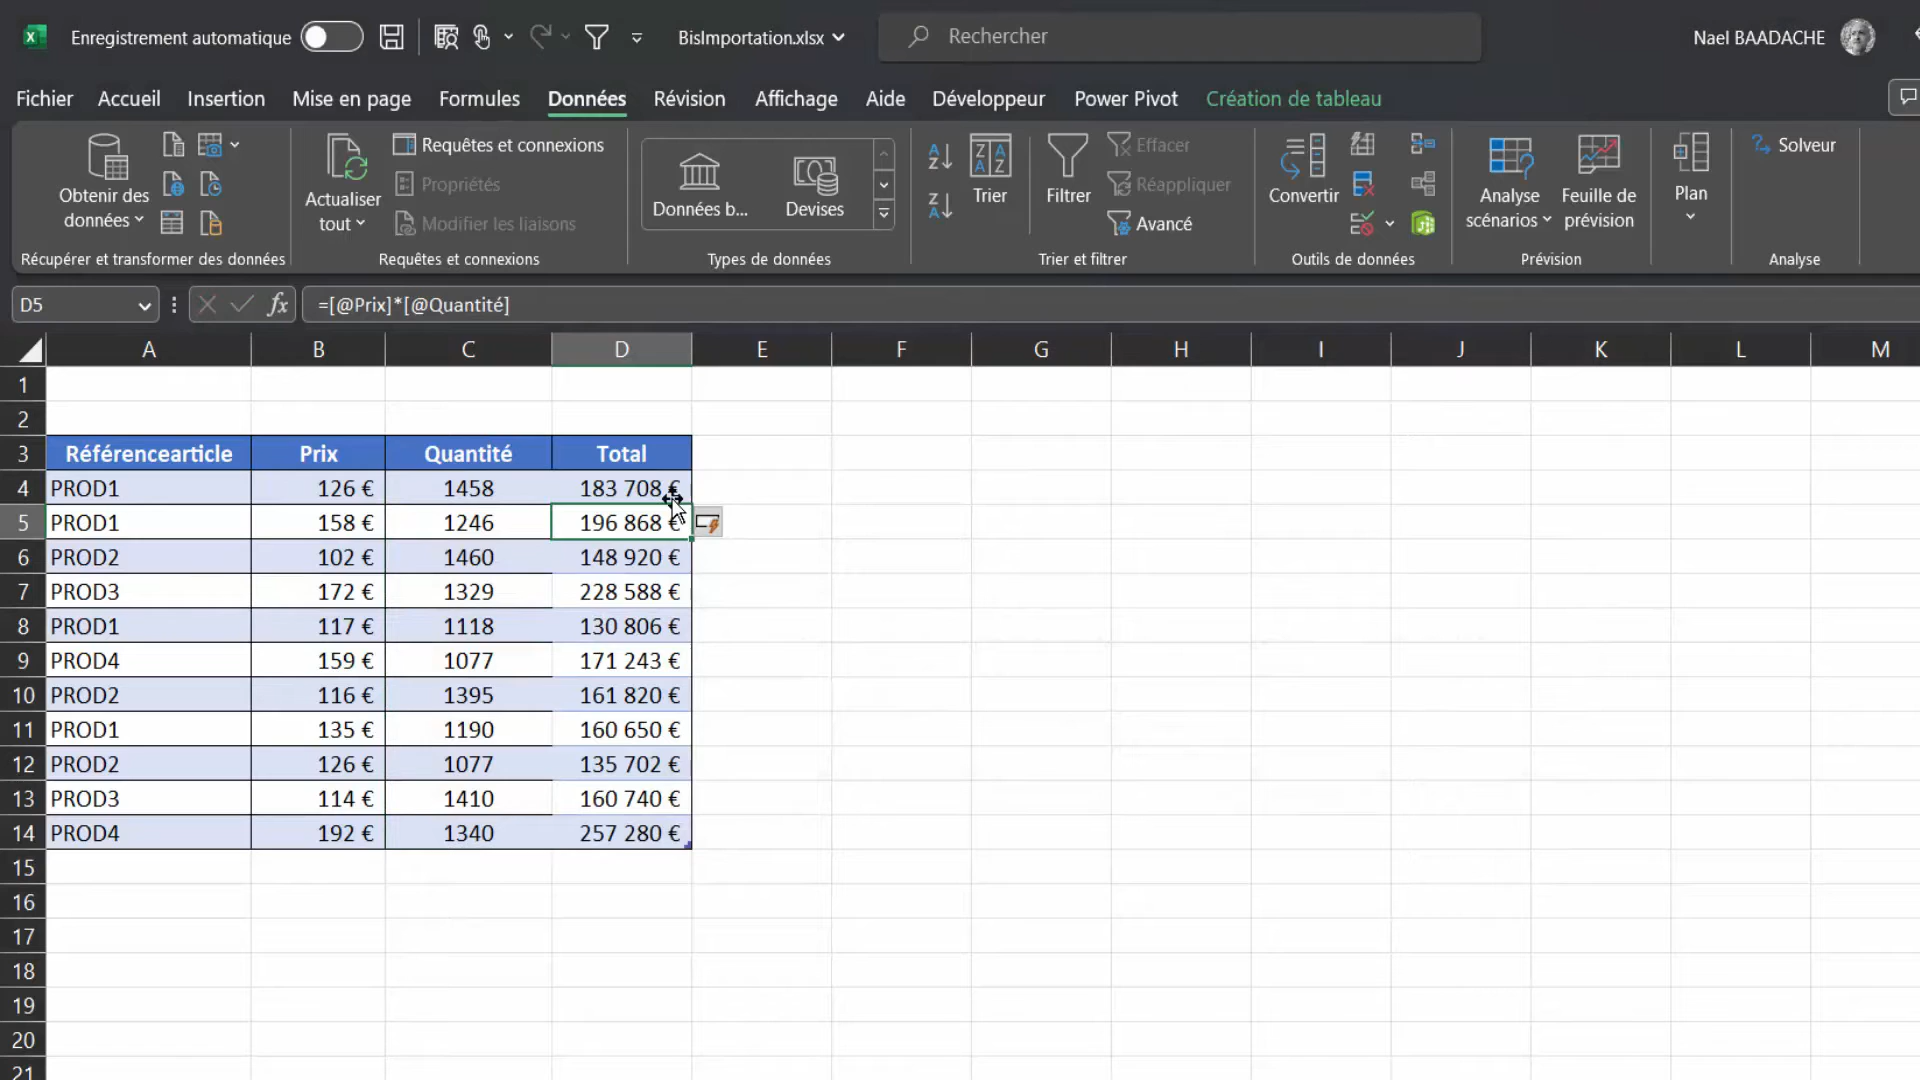 Enregistrement automatique
BisImportation.xlsx
Rechercher
Nael BAADACHE
Fichier Accueil Insertion Mise en page Formules Données Révision Affichage Aide Développeur Power Pivot Création de tableau
Obtenir des données
Récupérer et transformer des données
Actualiser tout
Requêtes et connexions
Propriétés
Modifier les liaisons
Requêtes et connexions
Données b...
Devises
Types de données
Trier
Filtrer
Effacer
Réappliquer
Avancé
Trier et filtrer
Convertir
Outils de données
Analyse scénarios
Feuille de prévision
Prévision
Plan
Solveur
Analyse
D5
fx
=[@Prix]*[@Quantité]
A B C D E F G H I J K L M
1
2
3 Référencearticle Prix Quantité Total
4 PROD1 126 € 1458 183 708 €
5 PROD1 158 € 1246 196 868 €
6 PROD2 102 € 1460 148 920 €
7 PROD3 172 € 1329 228 588 €
8 PROD1 117 € 1118 130 806 €
9 PROD4 159 € 1077 171 243 €
10 PROD2 116 € 1395 161 820 €
11 PROD1 135 € 1190 160 650 €
12 PROD2 126 € 1077 135 702 €
13 PROD3 114 € 1410 160 740 €
14 PROD4 192 € 1340 257 280 €
15
16
17
18
19
20
21